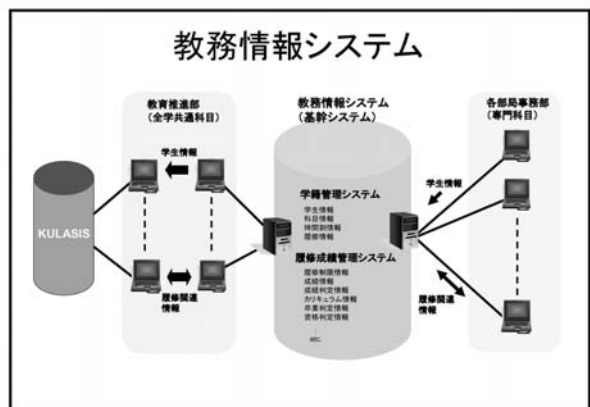 教務情報システム
教育推進部
（全学共通科目）
学生情報
KULASIS
履修関連
情報
教務情報システム
（基幹システム）
学籍管理システム
学生情報
科目情報
時間割情報
履修情報
履修成績管理システム
履修制限情報
成績情報
成績判定情報
カリキュラム情報
卒業判定情報
資格判定情報
etc.
各部局事務部
（専門科目）
学生情報
履修関連
情報